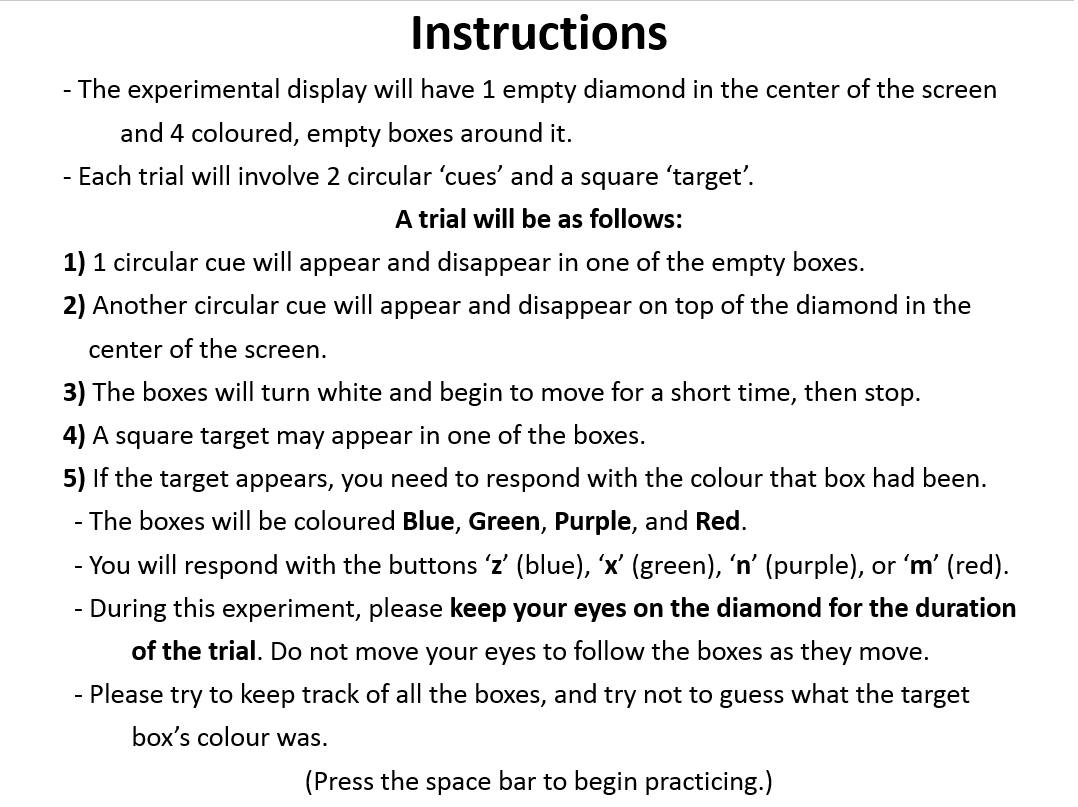 Instructions
- The experimental display will have 1 empty diamond in the center of the screen
and 4 coloured, empty boxes around it.
- Each trial will involve 2 circular ‘cues’ and a square ‘target’.
A trial will be as follows:
1) 1 circular cue will appear and disappear in one of the empty boxes.
2) Another circular cue will appear and disappear on top of the diamond in the
center of the screen.
3) The boxes will turn white and begin to move for a short time, then stop.
4) A square target may appear in one of the boxes.
5) If the target appears, you need to respond with the colour that box had been.
- The boxes will be coloured Blue, Green, Purple, and Red.
- You will respond with the buttons ‘z’ (blue), ‘x’ (green), ‘n’ (purple), or ‘m’ (red).
- During this experiment, please keep your eyes on the diamond for the duration
of the trial. Do not move your eyes to follow the boxes as they move.
- Please try to keep track of all the boxes, and try not to guess what the target
box’s colour was.
(Press the space bar to begin practicing.)